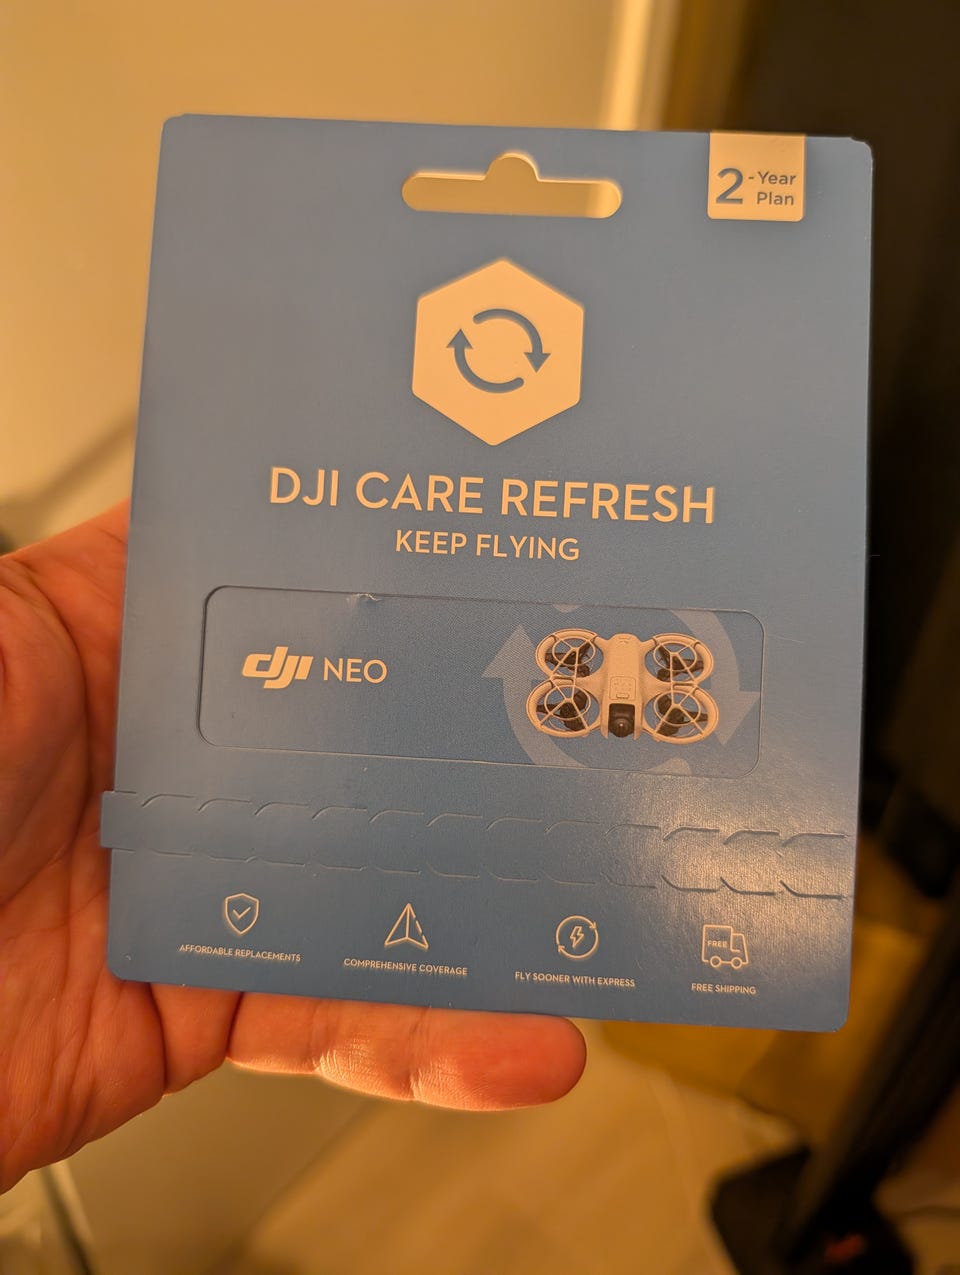 2-Year
Plan
DJI CARE REFRESH
KEEP FLYING
dji NEO
AFFORDABLE REPLACEMENTS
COMPREHENSIVE COVERAGE
FLY SOONER WITH EXPRESS
FREE
FREE SHIPPING